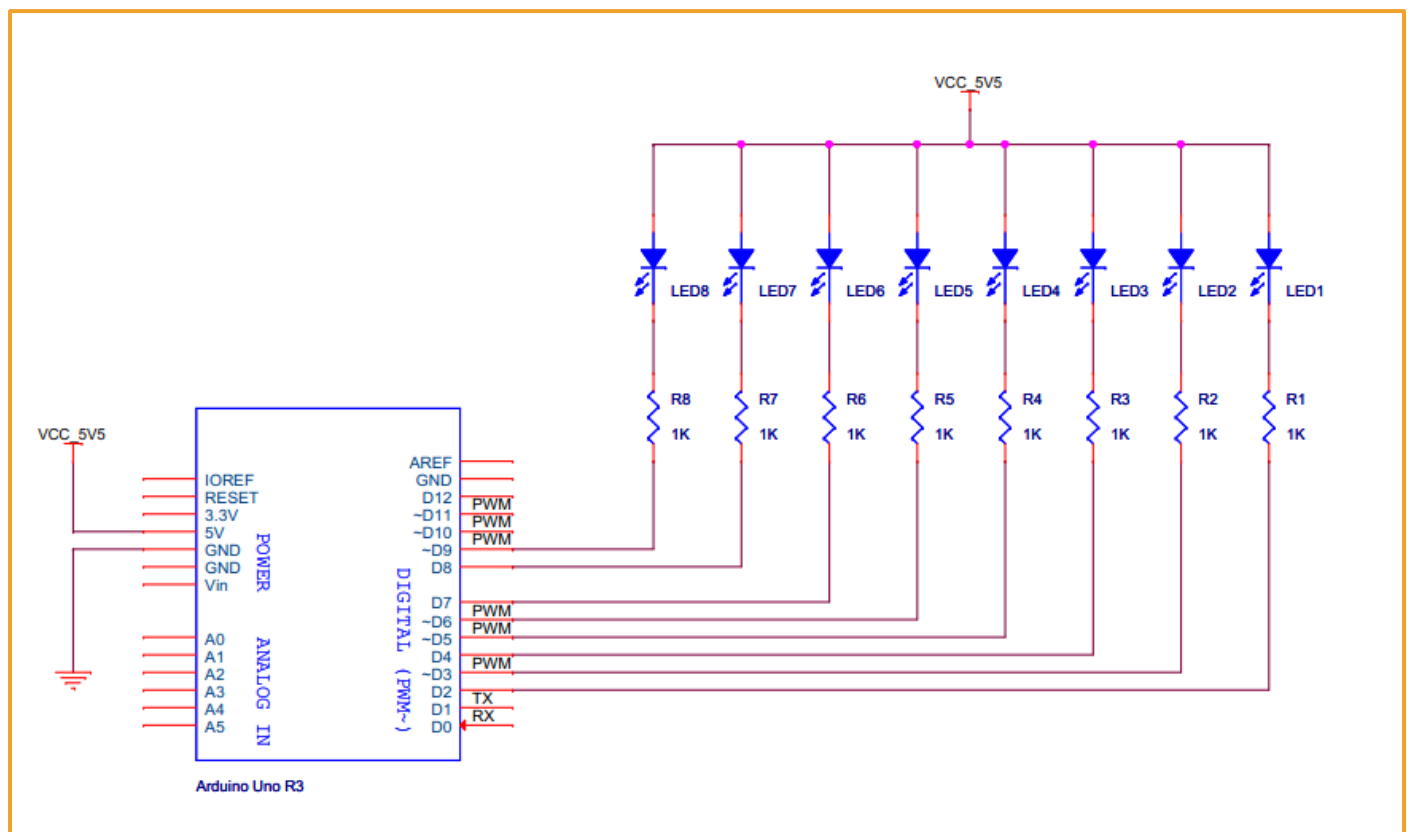 VCC_5V5
LED8 LED7 LED6 LED5 LED4 LED3 LED2 LED1
R8 R7 R6 R5 R4 R3 R2 R1
1K 1K 1K 1K 1K 1K 1K 1K
VCC_5V5
IOREF
RESET
3.3V
5V
GND
GND
Vin
POWER
A0
A1
A2
A3
A4
A5
ANALOG IN
AREF
GND
D12
~D11 PWM
~D10 PWM
~D9 PWM
D8
D7
~D6 PWM
~D5 PWM
D4
~D3 PWM
D2
D1 TX
D0 RX
DIGITAL (PWM~)
Arduino Uno R3